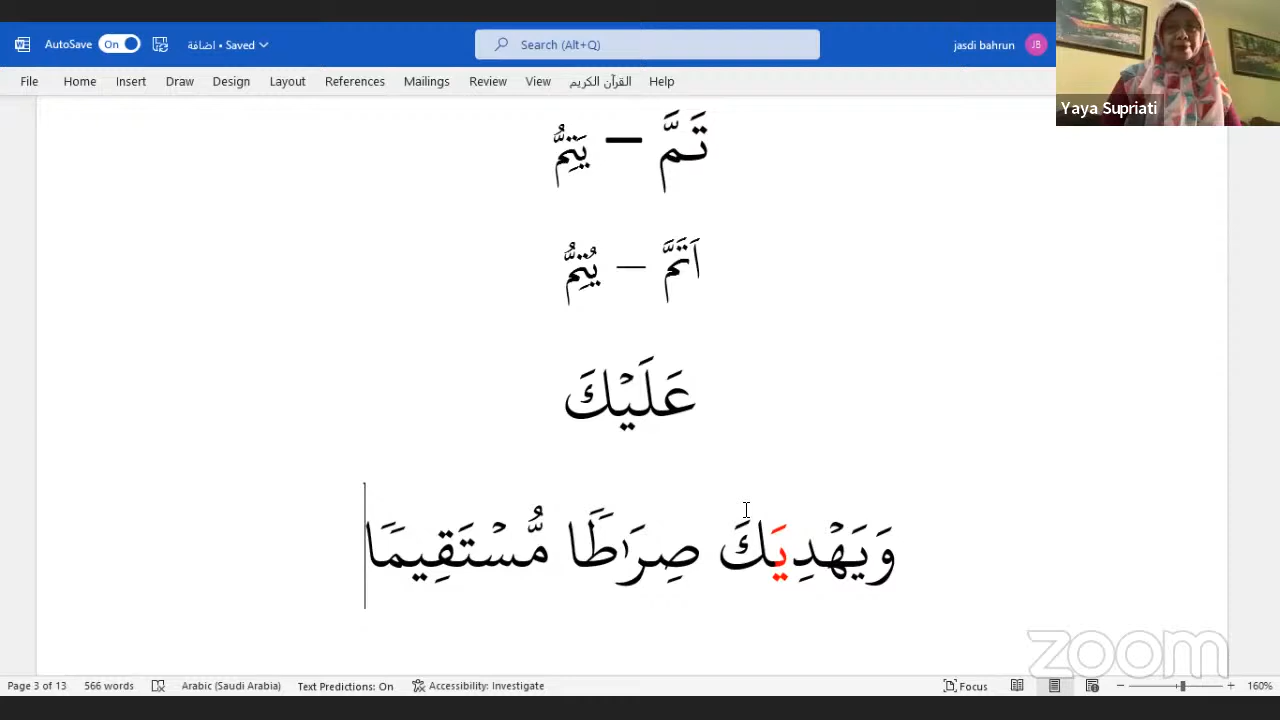 AutoSave On اضافة • Saved Search (Alt+Q) jasdi bahrun JB
File Home Insert Draw Design Layout References Mailings Review View القرآن الكريم Help
Yaya Supriati
تَمَّ – يَتِمُّ
اَتَمَّ – يُتِمُّ
عَلَيْكَ
وَيَهْدِيَكَ صِرَٰطًا مُّسْتَقِيمًا
zoom
Page 3 of 13 566 words Arabic (Saudi Arabia) Text Predictions: On Accessibility: Investigate Focus 160%